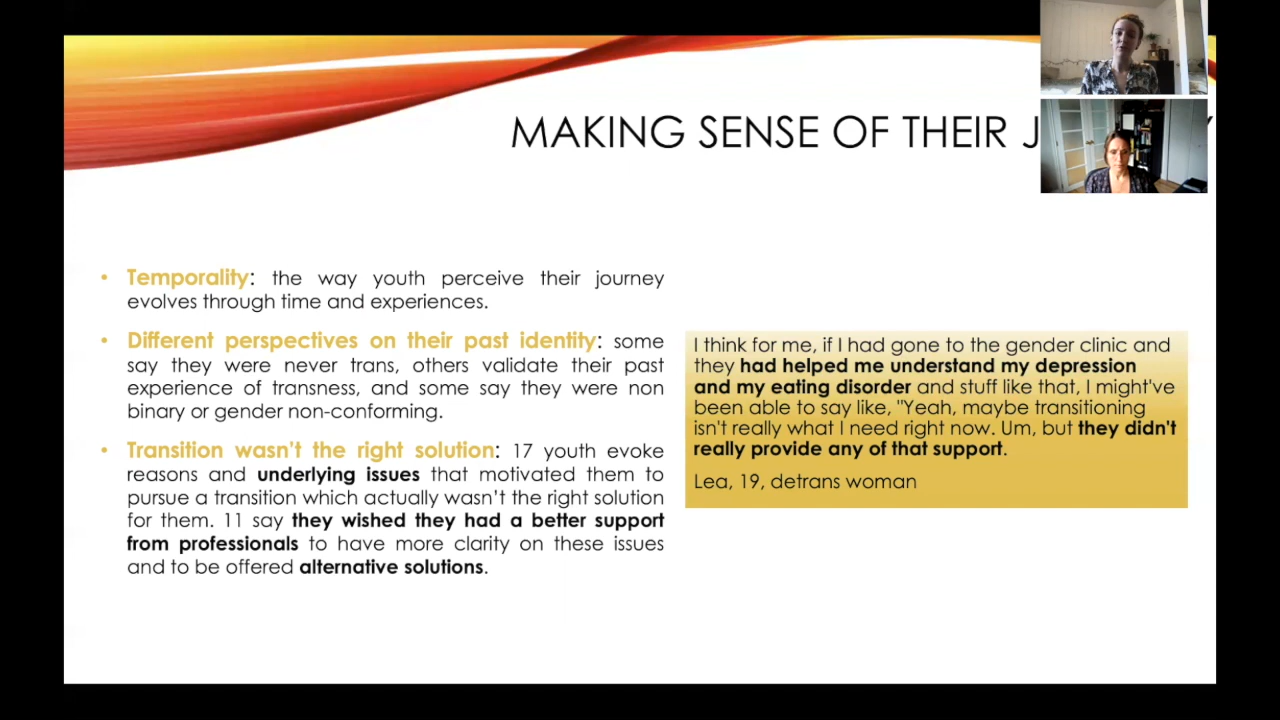 MAKING SENSE OF THEIR
• Temporality: the way youth perceive their journey
evolves through time and experiences.
• Different perspectives on their past identity: some
say they were never trans, others validate their past
experience of transness, and some say they were non
binary or gender non-conforming.
• Transition wasn't the right solution: 17 youth evoke
reasons and underlying issues that motivated them to
pursue a transition which actually wasn't the right solution
for them. 11 say they wished they had a better support
from professionals to have more clarity on these issues
and to be offered alternative solutions.
I think for me, if I had gone to the gender clinic and
they had helped me understand my depression
and my eating disorder and stuff like that, I might've
been able to say like, "Yeah, maybe transitioning
isn't really what I need right now. Um, but they didn't
really provide any of that support.
Lea, 19, detrans woman